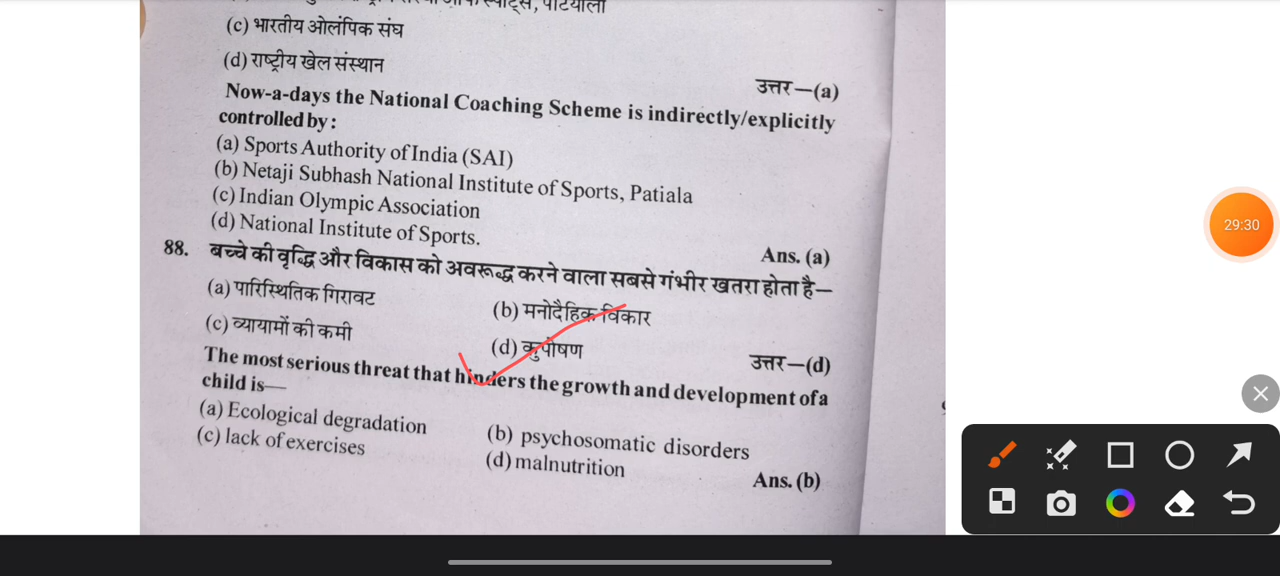 स्पोर्ट्स, पटियाला
(c) भारतीय ओलंपिक संघ
(d) राष्ट्रीय खेल संस्थान
उत्तर—(a)
Now-a-days the National Coaching Scheme is indirectly/explicitly
controlled by:
(a) Sports Authority of India (SAI)
(b) Netaji Subhash National Institute of Sports, Patiala
(c) Indian Olympic Association
(d) National Institute of Sports.
Ans. (a)
88. बच्चे की वृद्धि और विकास को अवरूद्ध करने वाला सबसे गंभीर खतरा होता है—
(a) पारिस्थितिक गिरावट (b) मनोदैहिक विकार
(c) व्यायामों की कमी (d) कुपोषण
उत्तर—(d)
The most serious threat that hinders the growth and development of a
child is—
(a) Ecological degradation (b) psychosomatic disorders
(c) lack of exercises (d) malnutrition
Ans. (b)
29:30